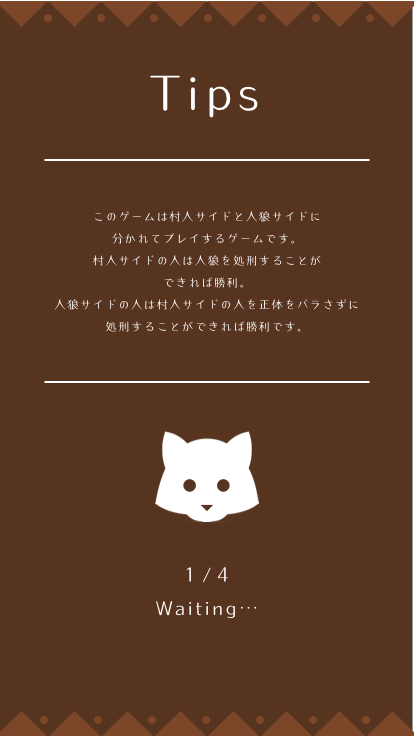 Tips
このゲームは村人サイドと人狼サイドに
分かれてプレイするゲームです。
村人サイドの人は人狼を処刑することが
できれば勝利。
人狼サイドの人は村人サイドの人を正体をバラさずに
処刑することができれば勝利です。
1/4
Waiting…